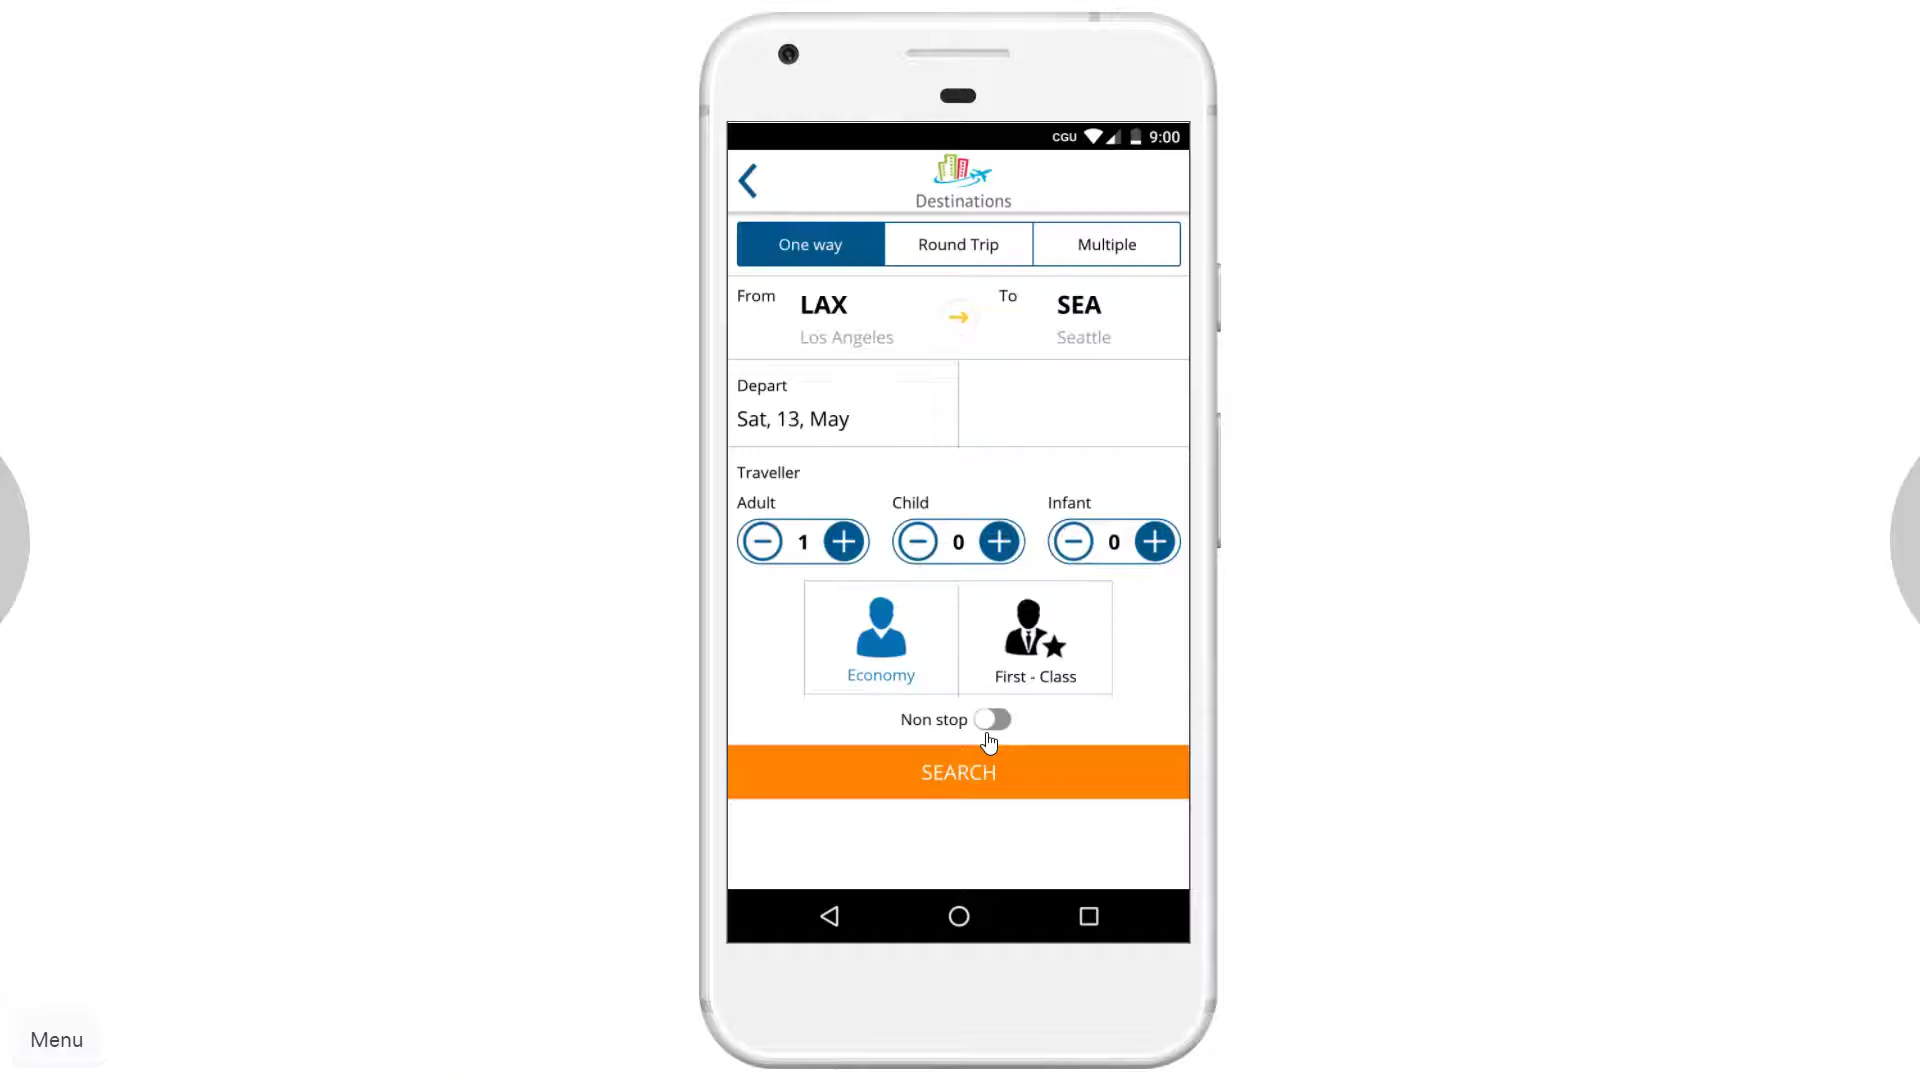 CGU 9:00
Destinations
One way Round Trip Multiple
From LAX To SEA
Los Angeles Seattle
Depart
Sat, 13, May
Traveller
Adult Child Infant
1 0 0
Economy First - Class
Non stop
SEARCH
Menu